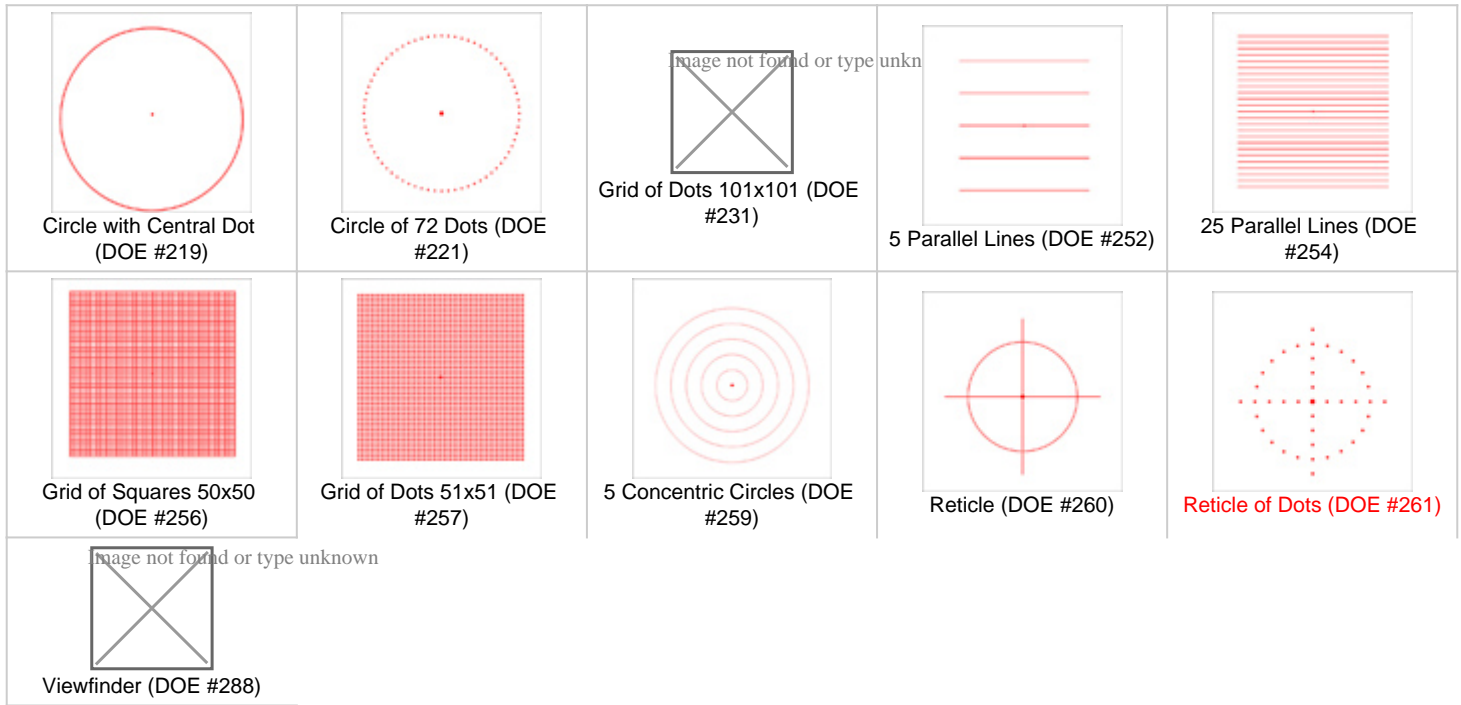 Circle with Central Dot
(DOE #219)
Circle of 72 Dots (DOE
#221)
Image not found or type unkn
Grid of Dots 101x101 (DOE
#231)
5 Parallel Lines (DOE #252)
25 Parallel Lines (DOE
#254)
Grid of Squares 50x50
(DOE #256)
Grid of Dots 51x51 (DOE
#257)
5 Concentric Circles (DOE
#259)
Reticle (DOE #260)
Reticle of Dots (DOE #261)
Image not found or type unknown
Viewfinder (DOE #288)